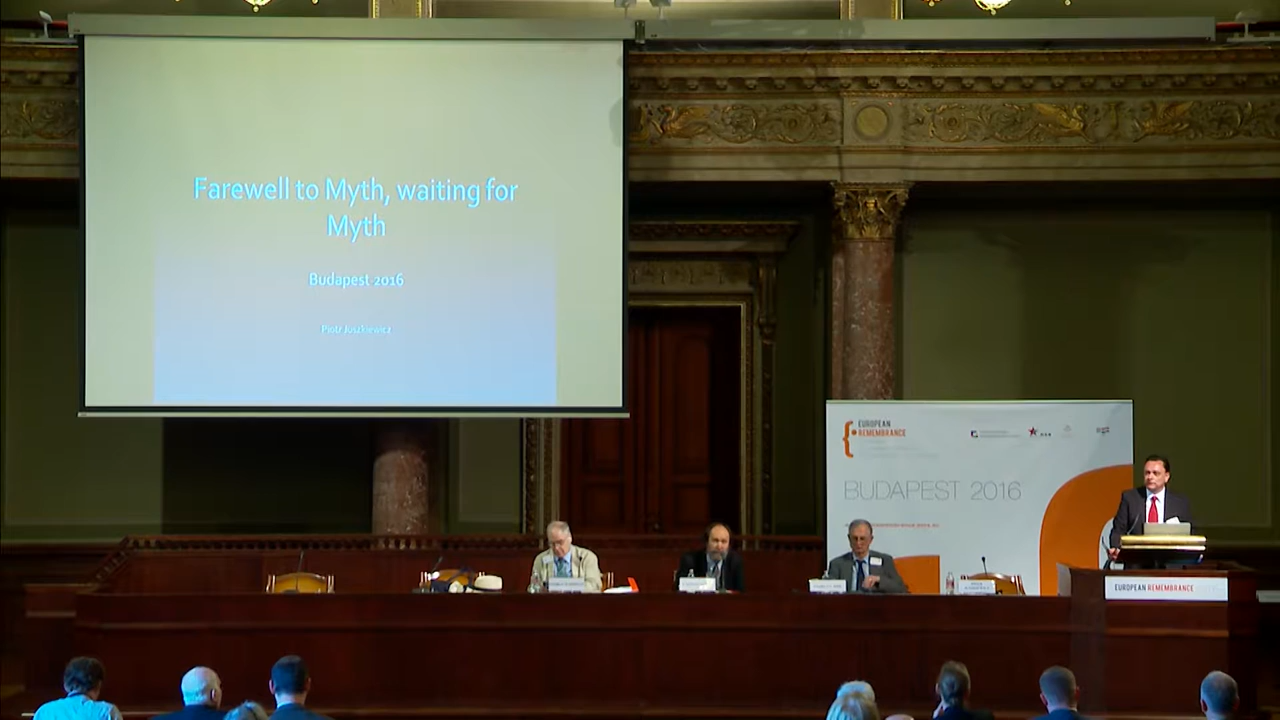 Farewell to Myth, waiting for
Myth
Budapest 2016
Piotr Juszkiewicz
EUROPEAN
REMEMBRANCE
BUDAPEST 2016
EUROPEAN REMEMBRANCE